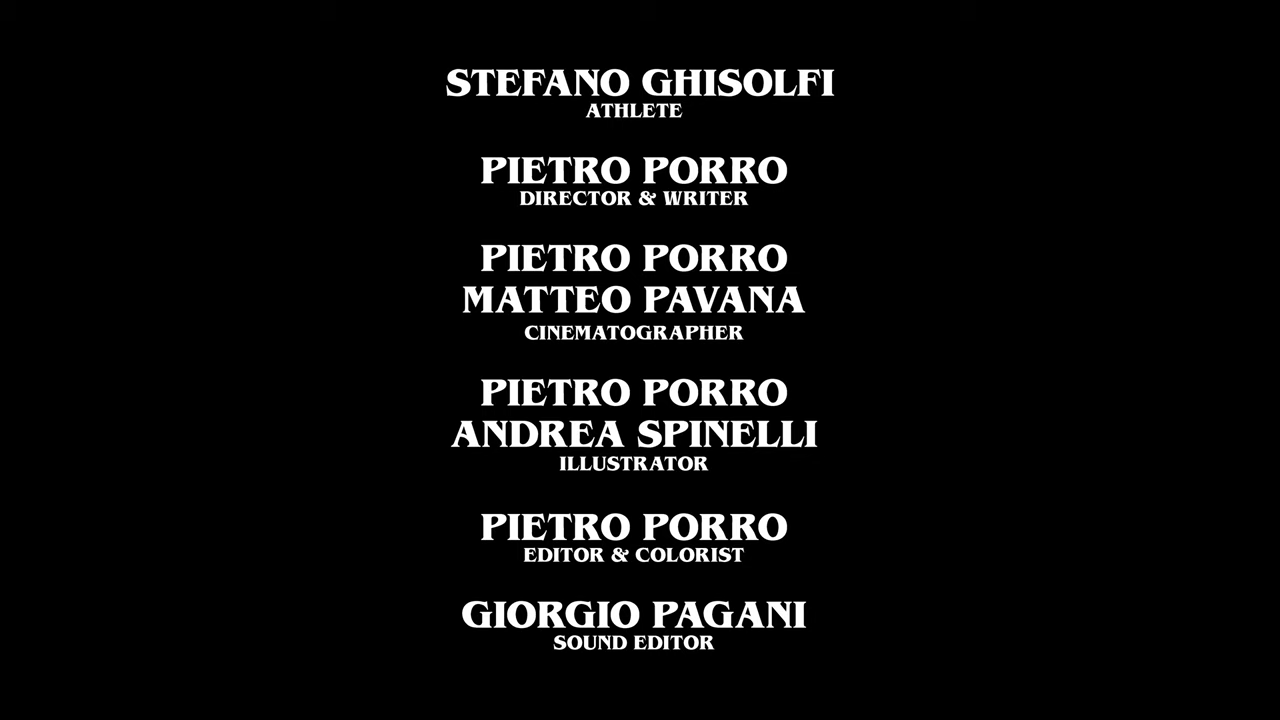 STEFANO GHISOLFI
ATHLETE
PIETRO PORRO
DIRECTOR & WRITER
PIETRO PORRO
MATTEO PAVANA
CINEMATOGRAPHER
PIETRO PORRO
ANDREA SPINELLI
ILLUSTRATOR
PIETRO PORRO
EDITOR & COLORIST
GIORGIO PAGANI
SOUND EDITOR